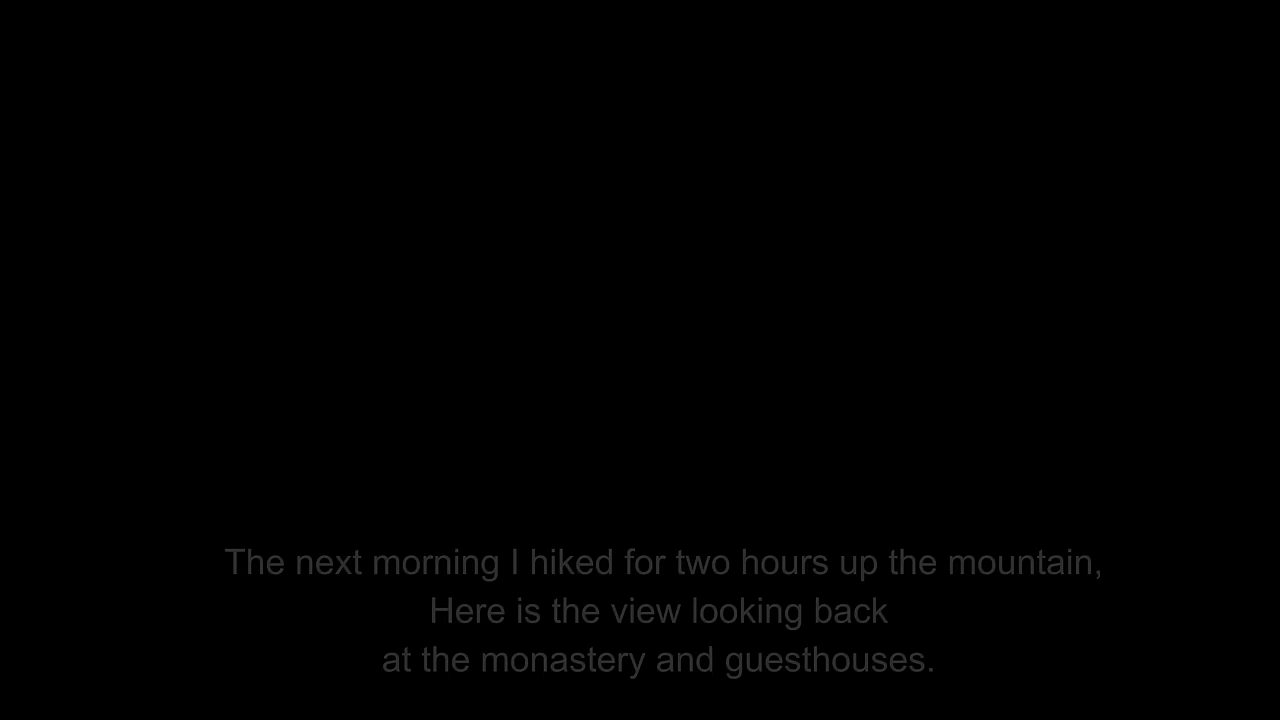 The next morning I hiked for two hours up the mountain,
Here is the view looking back
at the monastery and guesthouses.